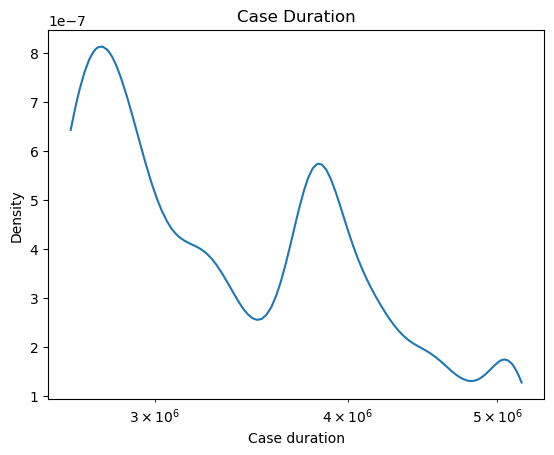 Case Duration
1e−7
8
7
6
5
4
3
2
1
Density
3 × 10⁶ 4 × 10⁶ 5 × 10⁶
Case duration